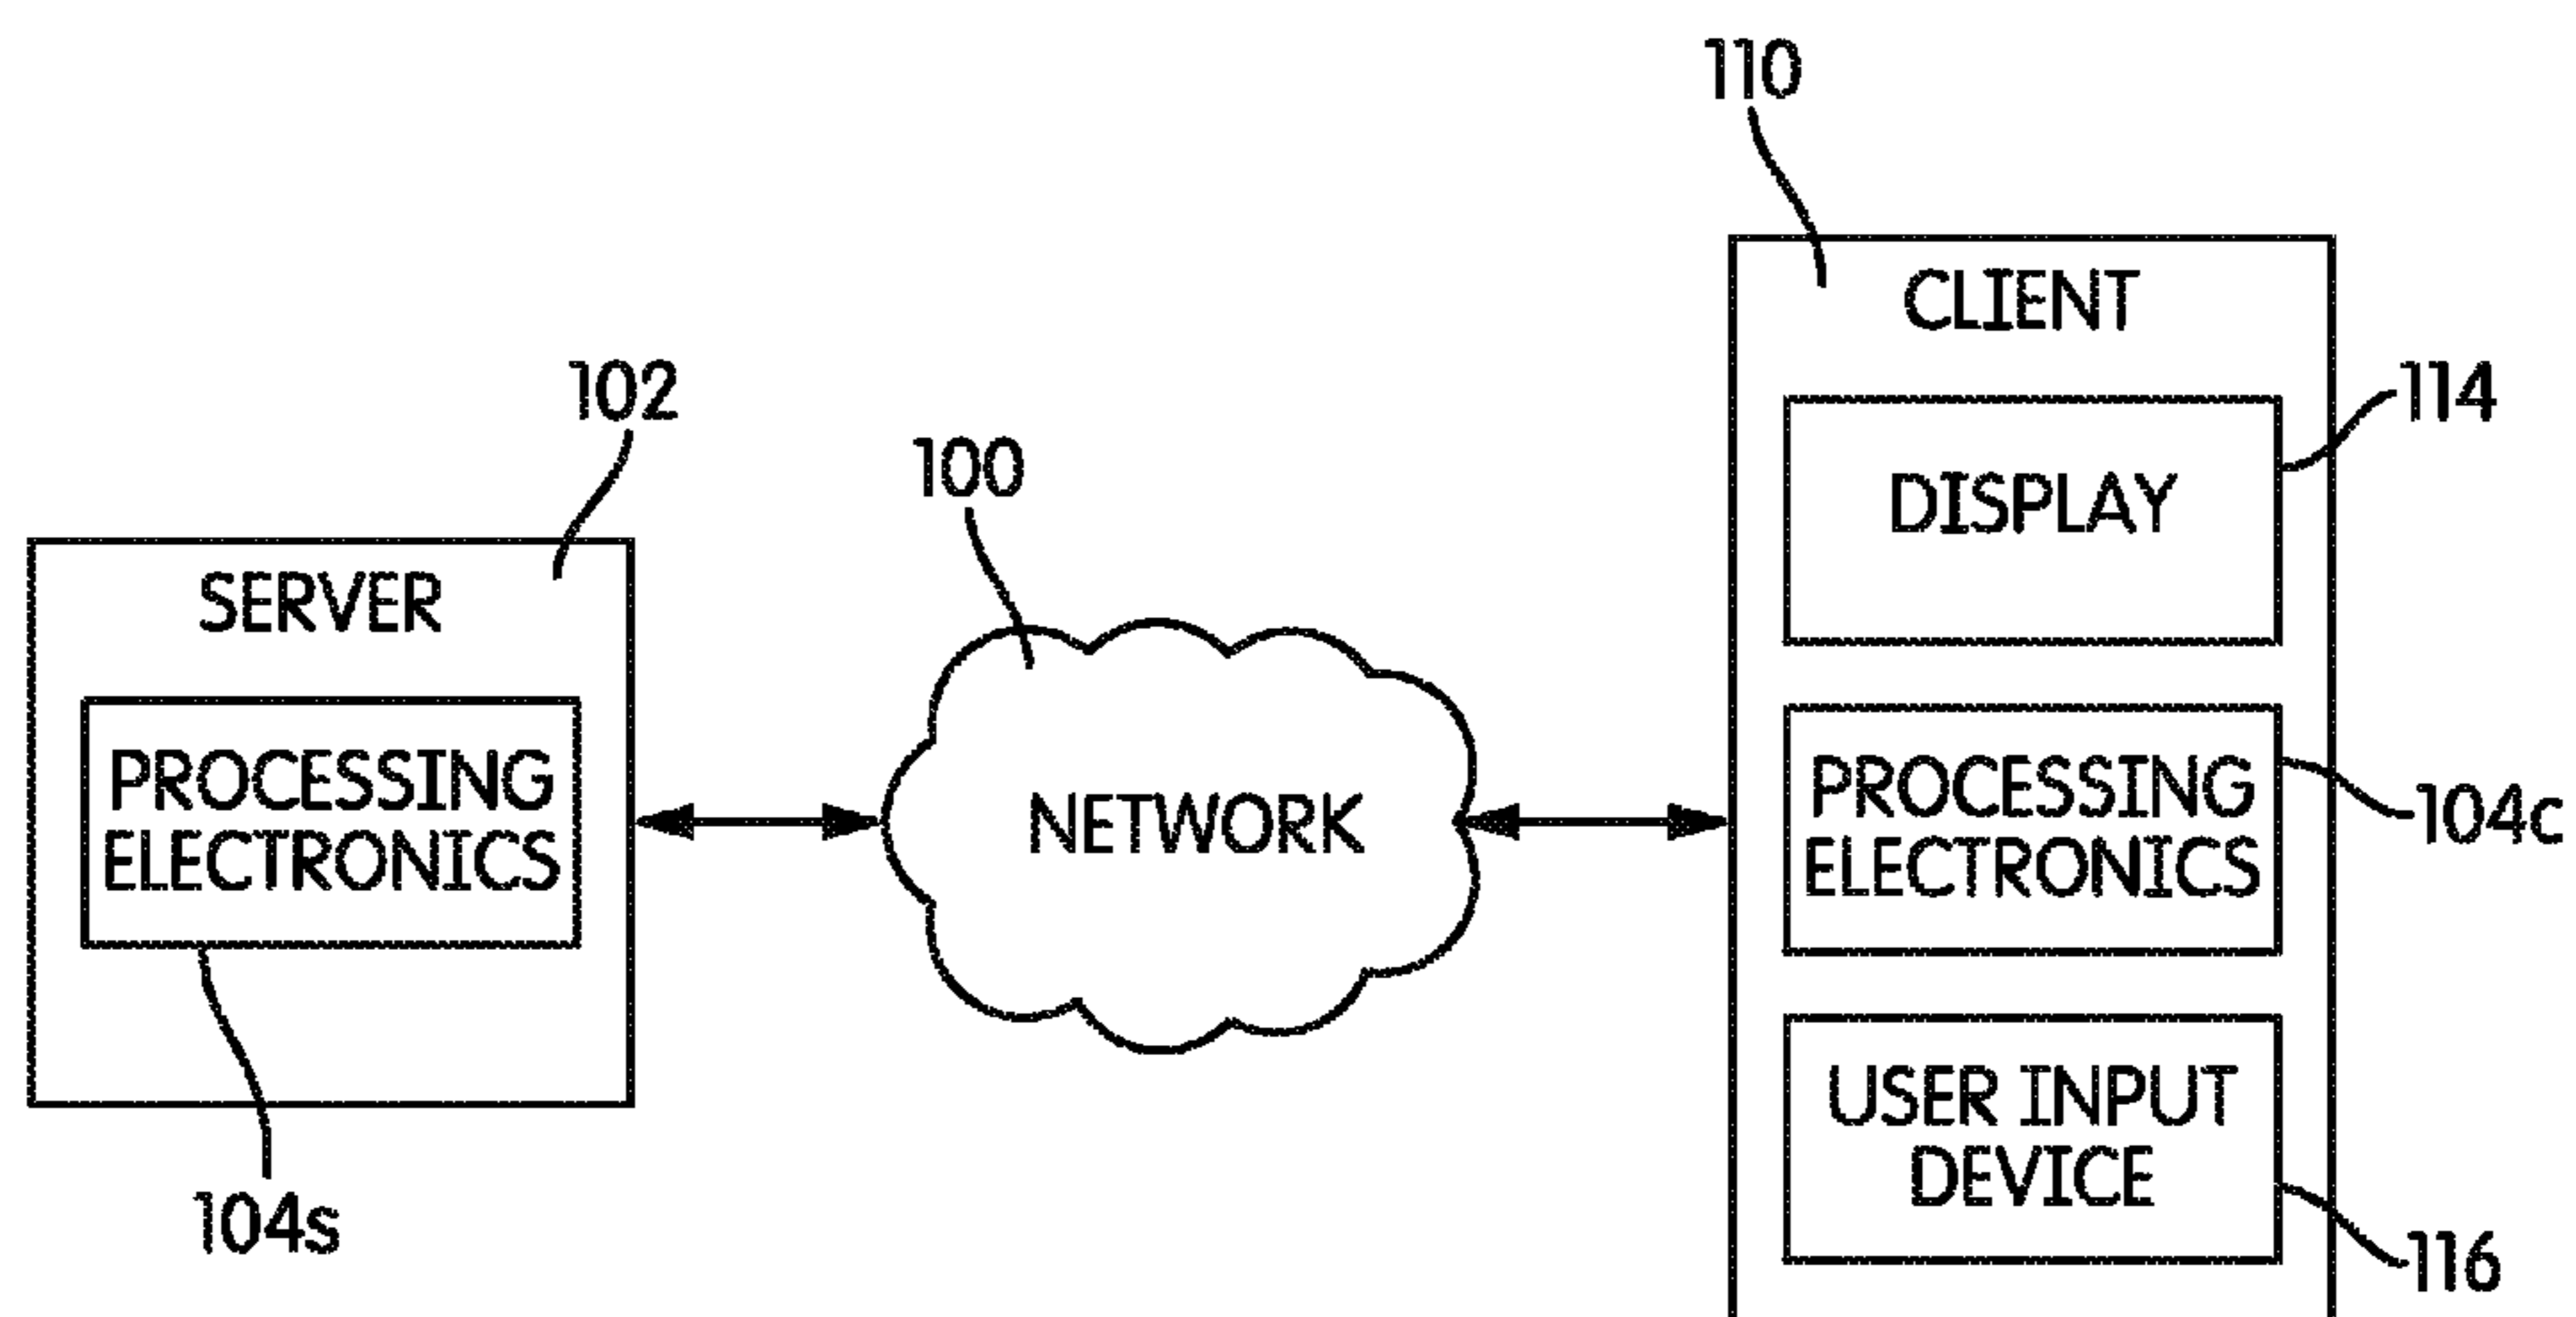 110
CLIENT
102
114
100
DISPLAY
SERVER
PROCESSING
ELECTRONICS
NETWORK
PROCESSING
ELECTRONICS
104c
USER INPUT
DEVICE
104s
116